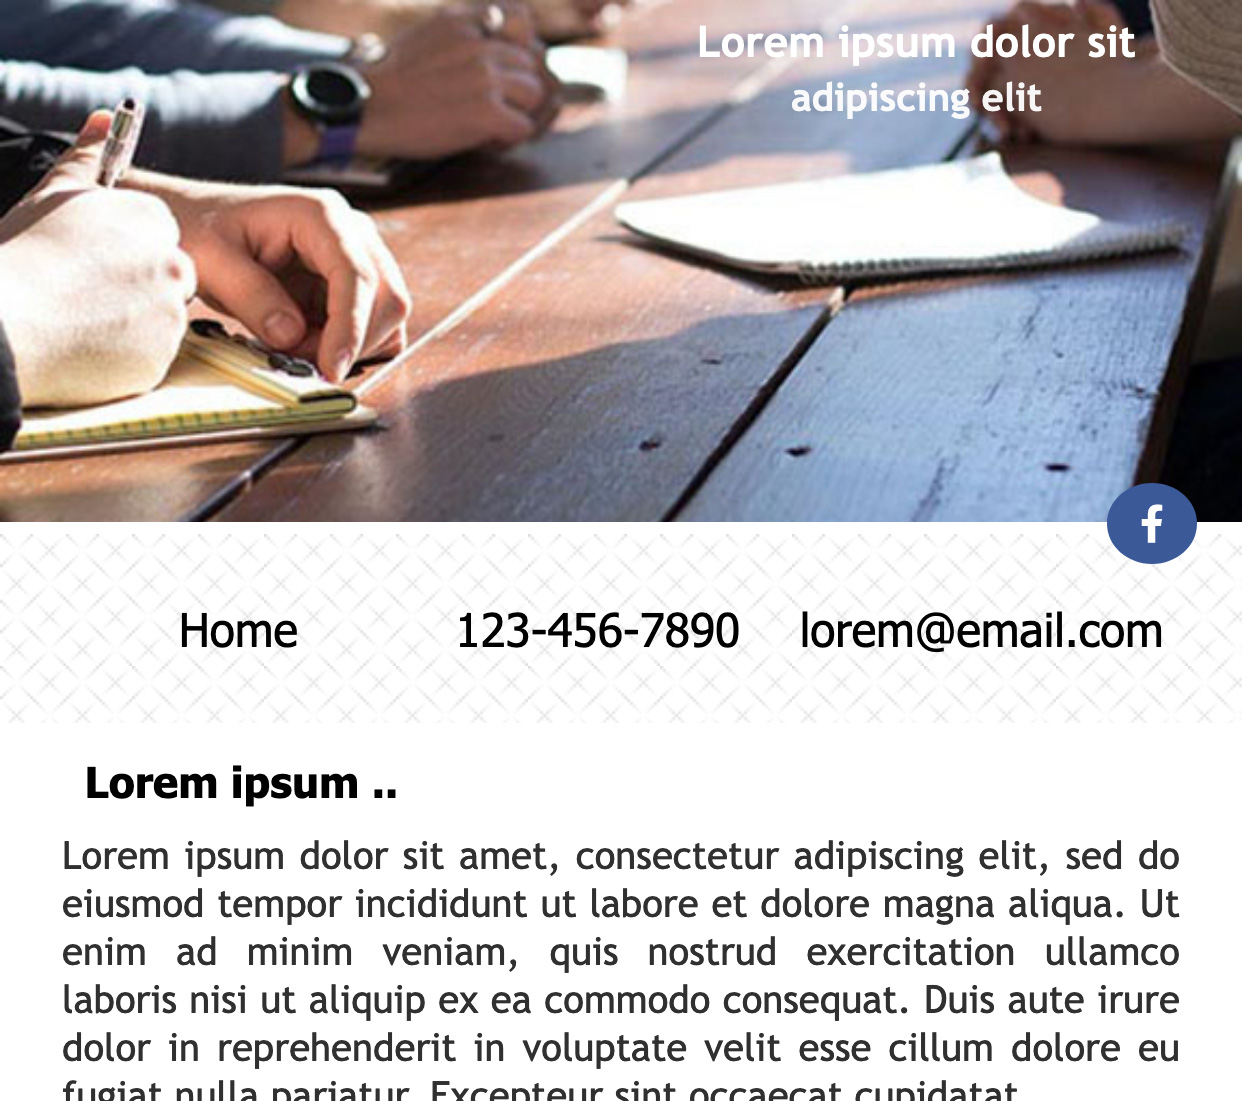 Lorem ipsum dolor sit
adipiscing elit
Home 123-456-7890 lorem@email.com
Lorem ipsum ..
Lorem ipsum dolor sit amet, consectetur adipiscing elit, sed do
eiusmod tempor incididunt ut labore et dolore magna aliqua. Ut
enim ad minim veniam, quis nostrud exercitation ullamco
laboris nisi ut aliquip ex ea commodo consequat. Duis aute irure
dolor in reprehenderit in voluptate velit esse cillum dolore eu
fugiat nulla pariatur. Excepteur sint occaecat cupidatat